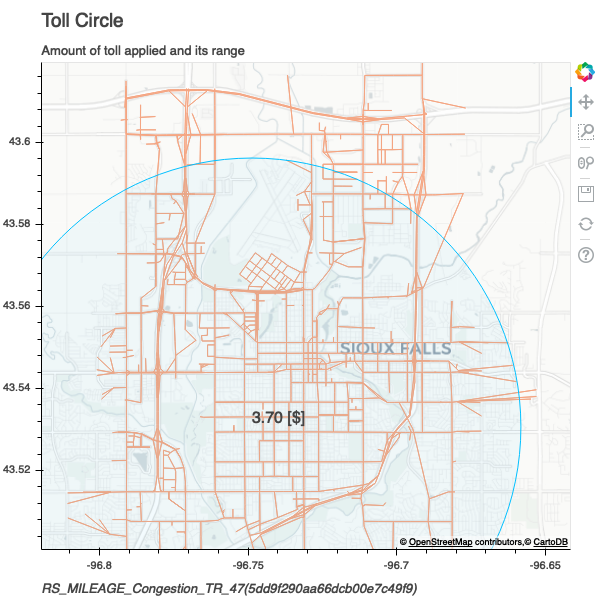 Toll Circle
Amount of toll applied and its range
43.6
43.58
43.56
SIOUX FALLS
43.54
3.70 [$]
43.52
© OpenStreetMap contributors,© CartoDB
-96.8 -96.75 -96.7 -96.65
RS_MILEAGE_Congestion_TR_47(5dd9f290aa66dcb00e7c49f9)